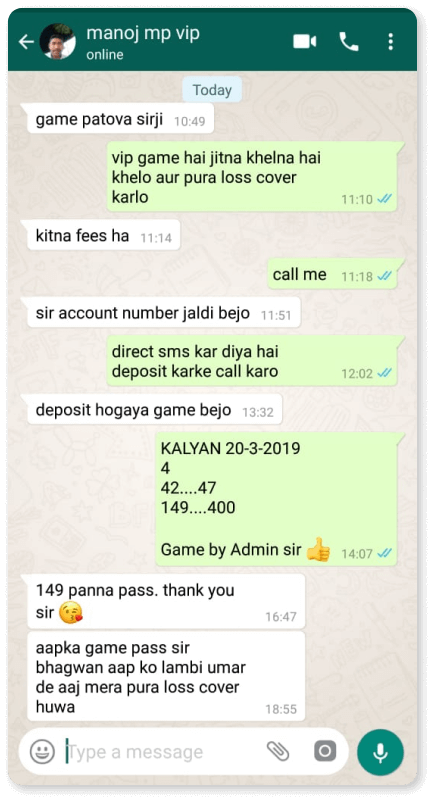 manoj mp vip
online
Today
game patova sirji 10:49
vip game hai jitna khelna hai
khelo aur pura loss cover
karlo 11:10
kitna fees ha 11:14
call me 11:18
sir account number jaldi bejo 11:51
direct sms kar diya hai
deposit karke call karo 12:02
deposit hogaya game bejo 13:32
KALYAN 20-3-2019
4
42....47
149....400
Game by Admin sir 👍 14:07
149 panna pass. thank you
sir 😘 16:47
aapka game pass sir
bhagwan aap ko lambi umar
de aaj mera pura loss cover
huwa 18:55
Type a message